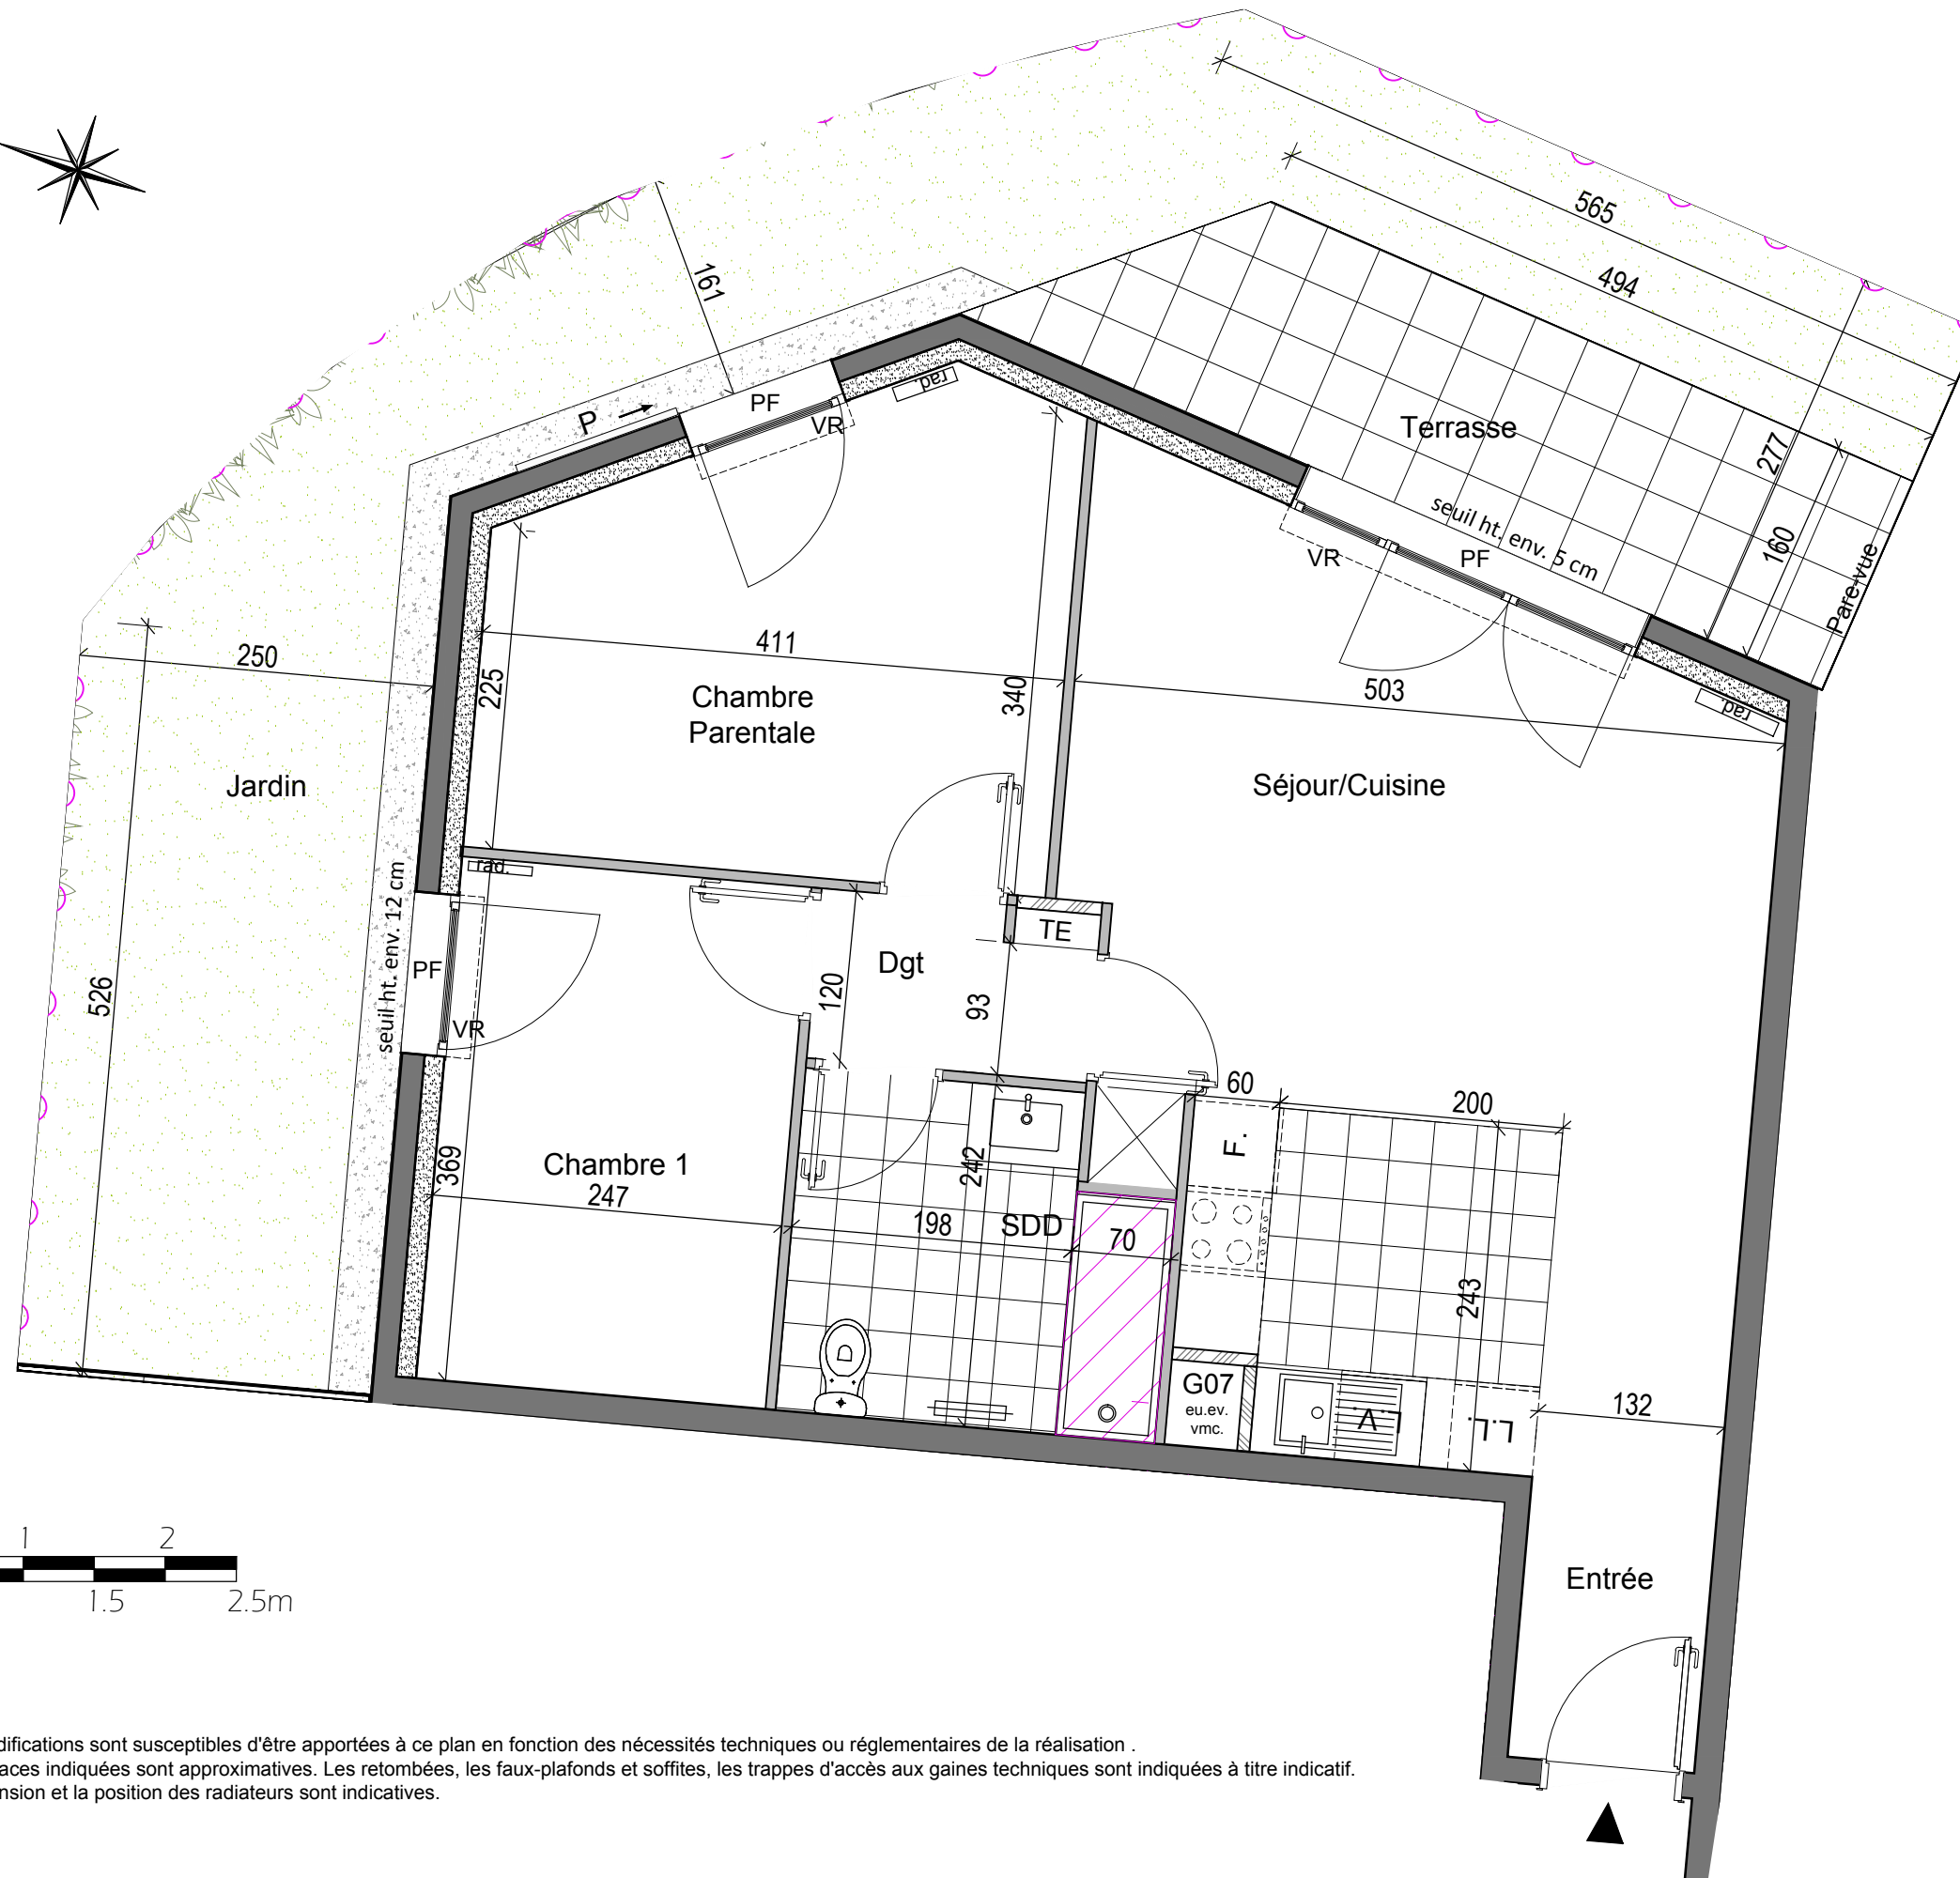 565
494
161
rad.
PF
VR
P
Terrasse
277
seuil ht. env. 5 cm
160
VR
PF
Pare-vue
250
411
225
Chambre
Parentale
340
503
rad.
Jardin
Séjour/Cuisine
rad.
seuil ht. env. 12 cm
TE
Dgt
PF
526
120
93
VR
60
200
F.
369
Chambre 1
242
247
198
SDD
70
243
G07
eu.ev.
vmc.
L.V.
L.L.
132
1
2
1.5
2.5m
Entrée
difications sont susceptibles d'être apportées à ce plan en fonction des nécessités techniques ou réglementaires de la réalisation .
aces indiquées sont approximatives. Les retombées, les faux-plafonds et soffites, les trappes d'accès aux gaines techniques sont indiquées à titre indicatif.
nsion et la position des radiateurs sont indicatives.